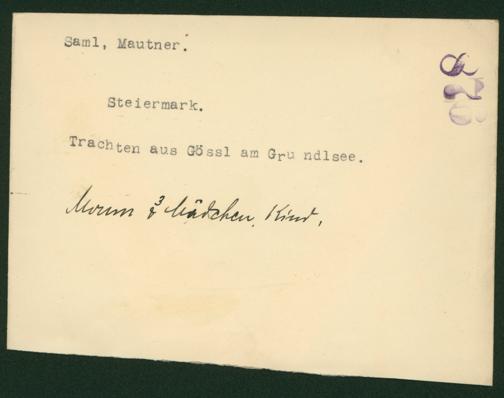 Saml, Mautner.
Steiermark.
Trachten aus Gössl am Gru ndlsee.
Mann 3 Mädchen, Kind,